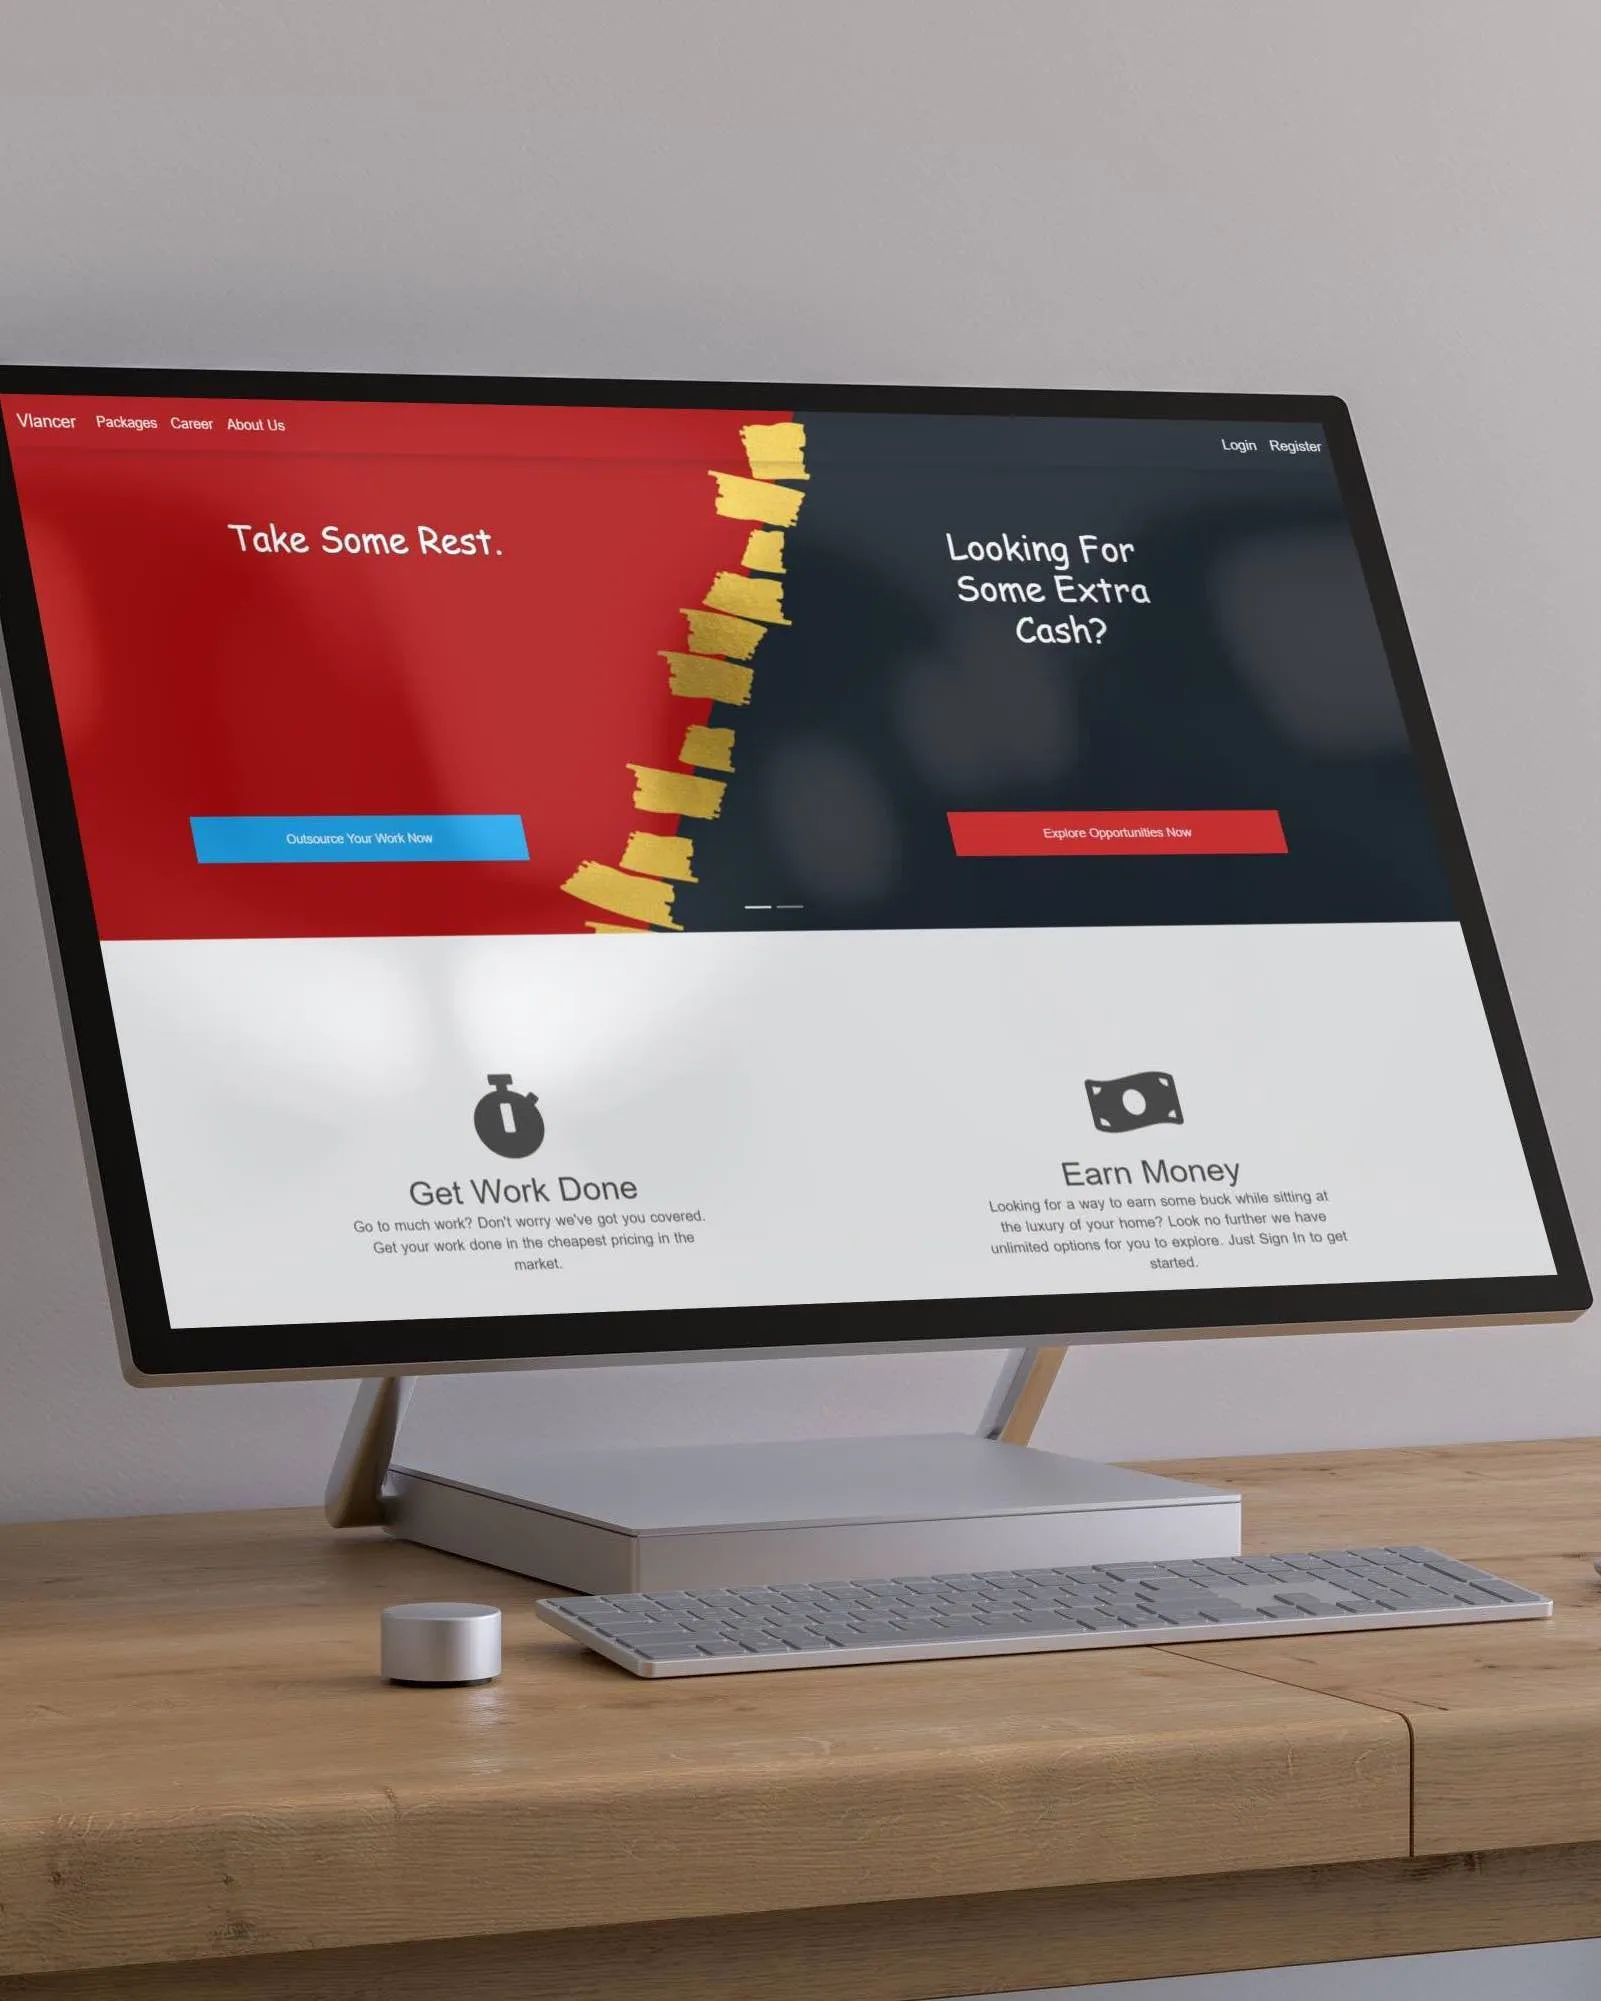 Vlancer Packages Career About Us
Login Register
Take Some Rest.
Looking For
Some Extra
Cash?
Outsource Your Work Now
Explore Opportunities Now
Get Work Done
Go to much work? Don't worry we've got you covered.
Get your work done in the cheapest pricing in the
market.
Earn Money
Looking for a way to earn some buck while sitting at
the luxury of your home? Look no further we have
unlimited options for you to explore. Just Sign In to get
started.